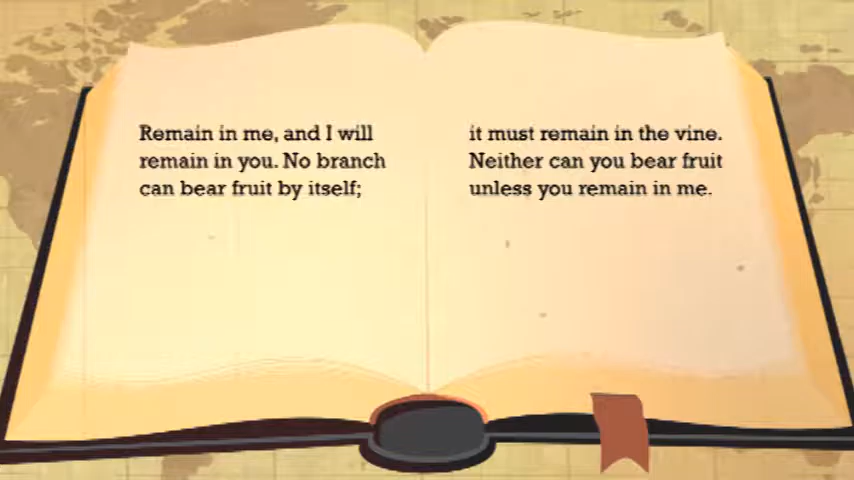 Remain in me, and I will
remain in you. No branch
can bear fruit by itself;
it must remain in the vine.
Neither can you bear fruit
unless you remain in me.